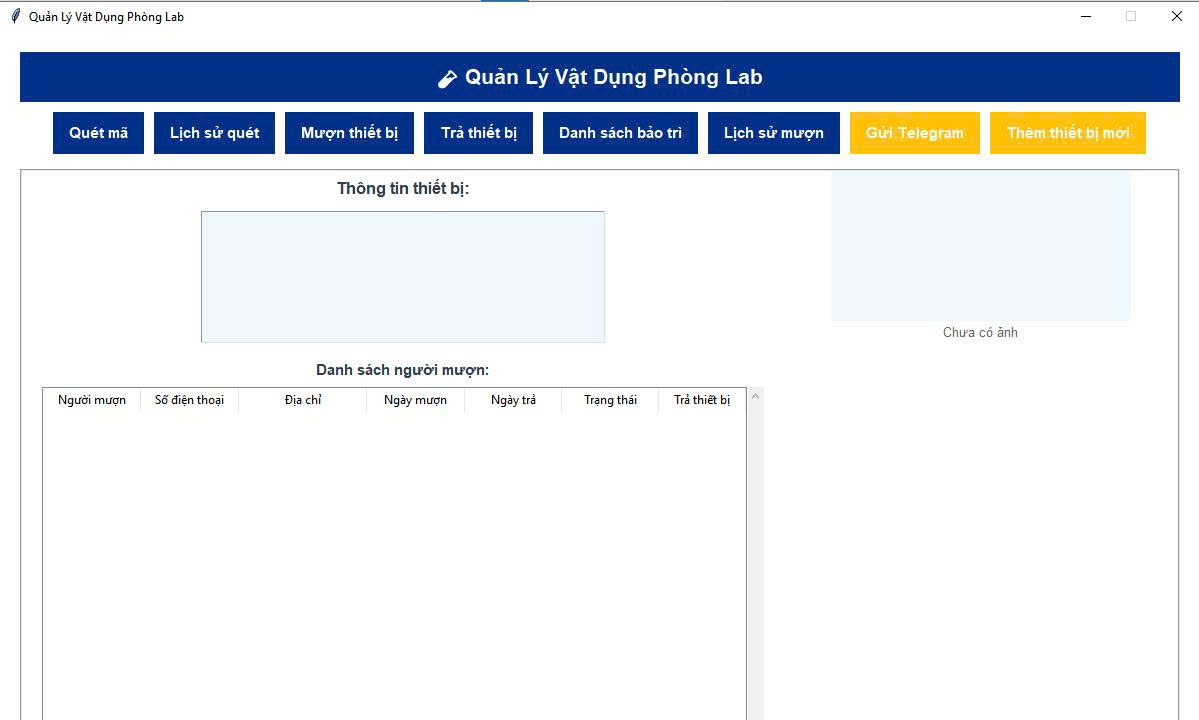 Quản Lý Vật Dụng Phòng Lab
Quản Lý Vật Dụng Phòng Lab
Quét mã
Lịch sử quét
Mượn thiết bị
Trả thiết bị
Danh sách bảo trì
Lịch sử mượn
Gửi Telegram
Thêm thiết bị mới
Thông tin thiết bị:
Chưa có ảnh
Danh sách người mượn:
Người mượn
Số điện thoại
Địa chỉ
Ngày mượn
Ngày trả
Trạng thái
Trả thiết bị